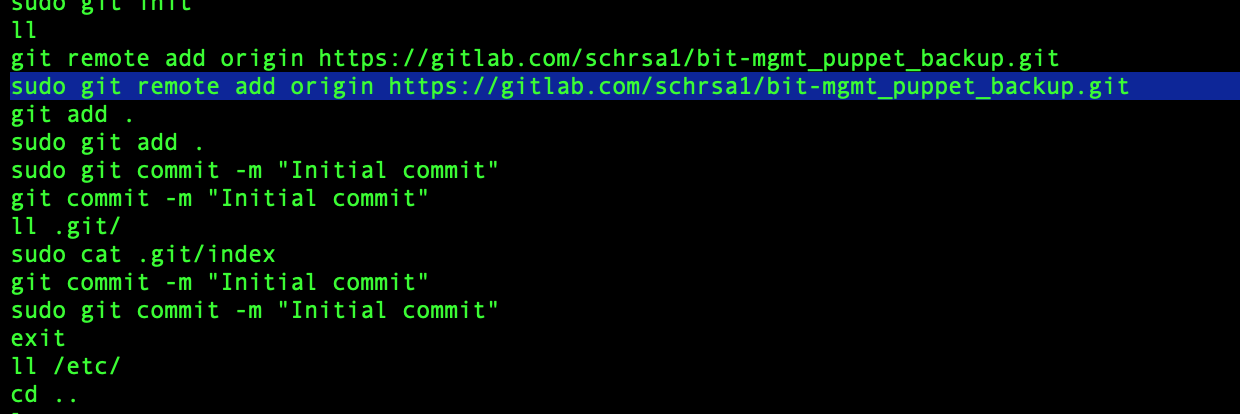 sudo git init
ll
git remote add origin https://gitlab.com/schrsa1/bit-mgmt_puppet_backup.git
sudo git remote add origin https://gitlab.com/schrsa1/bit-mgmt_puppet_backup.git
git add .
sudo git add .
sudo git commit -m "Initial commit"
git commit -m "Initial commit"
ll .git/
sudo cat .git/index
git commit -m "Initial commit"
sudo git commit -m "Initial commit"
exit
ll /etc/
cd ..